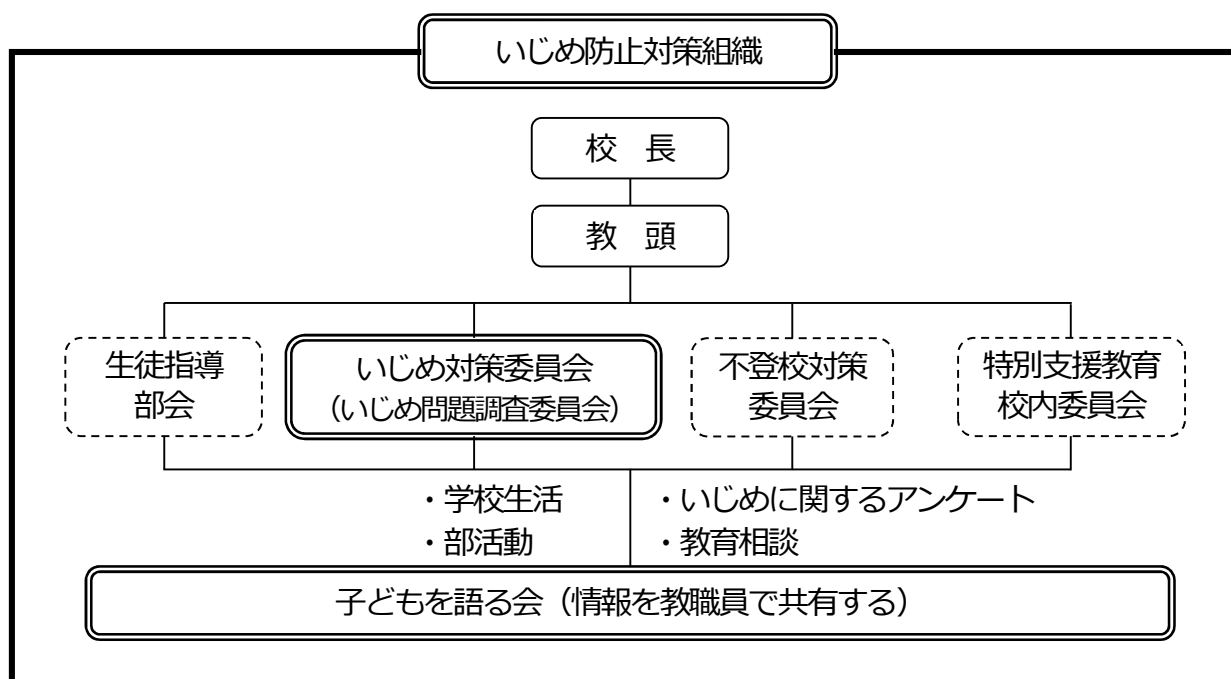 いじめ防止対策組織
校　長
教　頭
生徒指導
部会
いじめ対策委員会
（いじめ問題調査委員会）
不登校対策
委員会
特別支援教育
校内委員会
・学校生活
・部活動
・いじめに関するアンケート
・教育相談
子どもを語る会（情報を教職員で共有する）